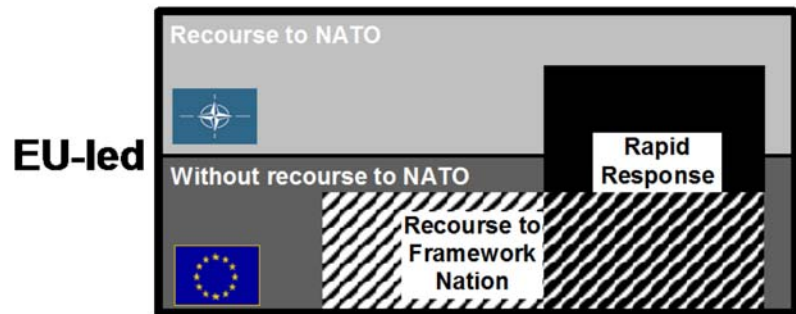 Recourse to NATO
EU-led
Without recourse to NATO
Rapid
Response
Recourse to
Framework
Nation